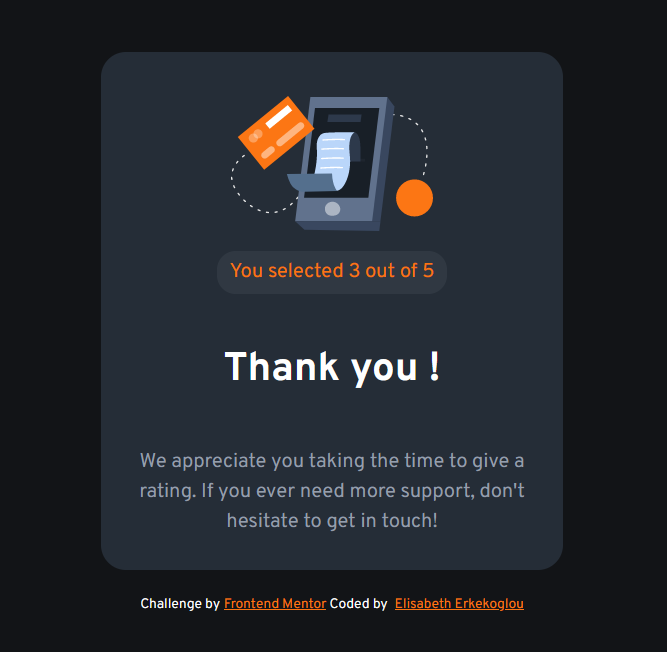 You selected 3 out of 5
Thank you !
We appreciate you taking the time to give a
rating. If you ever need more support, don't
hesitate to get in touch!
Challenge by Frontend Mentor Coded by Elisabeth Erkekoglou